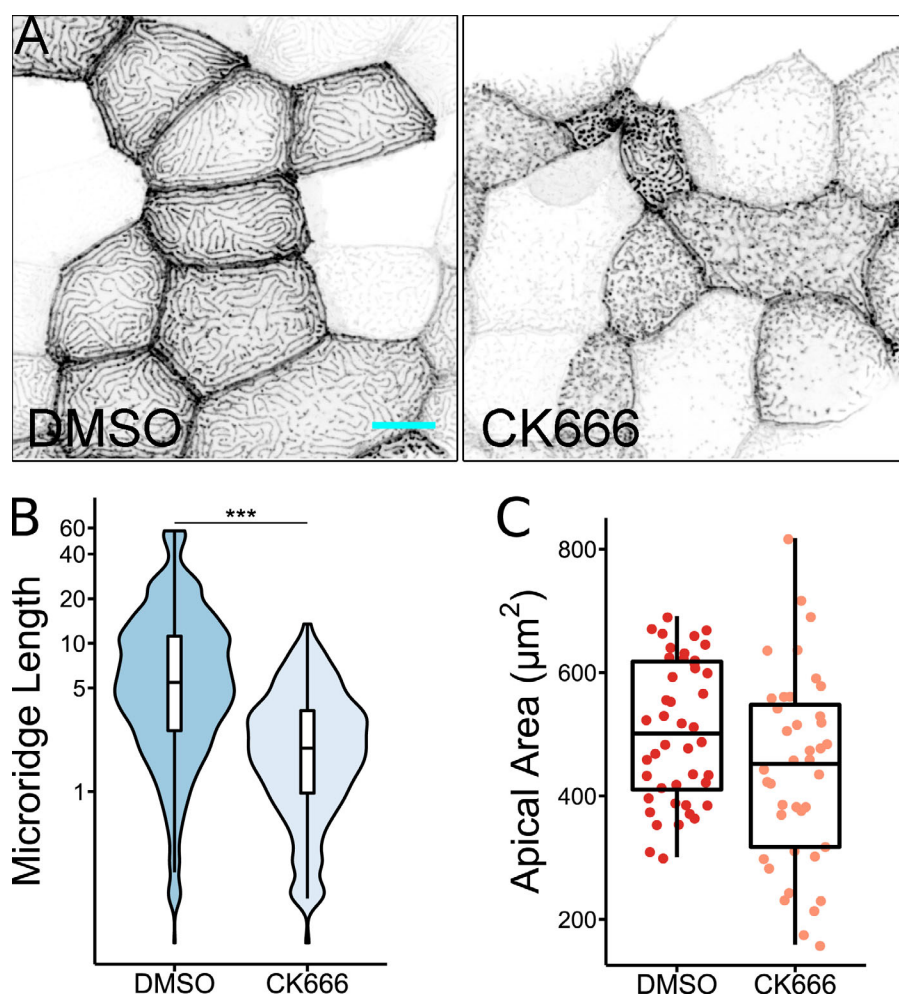 A
DMSO
CK666
B
***
60
40
20
10
5
1
Microridge Length
DMSO
CK666
C
800
600
400
200
Apical Area (μm²)
DMSO
CK666